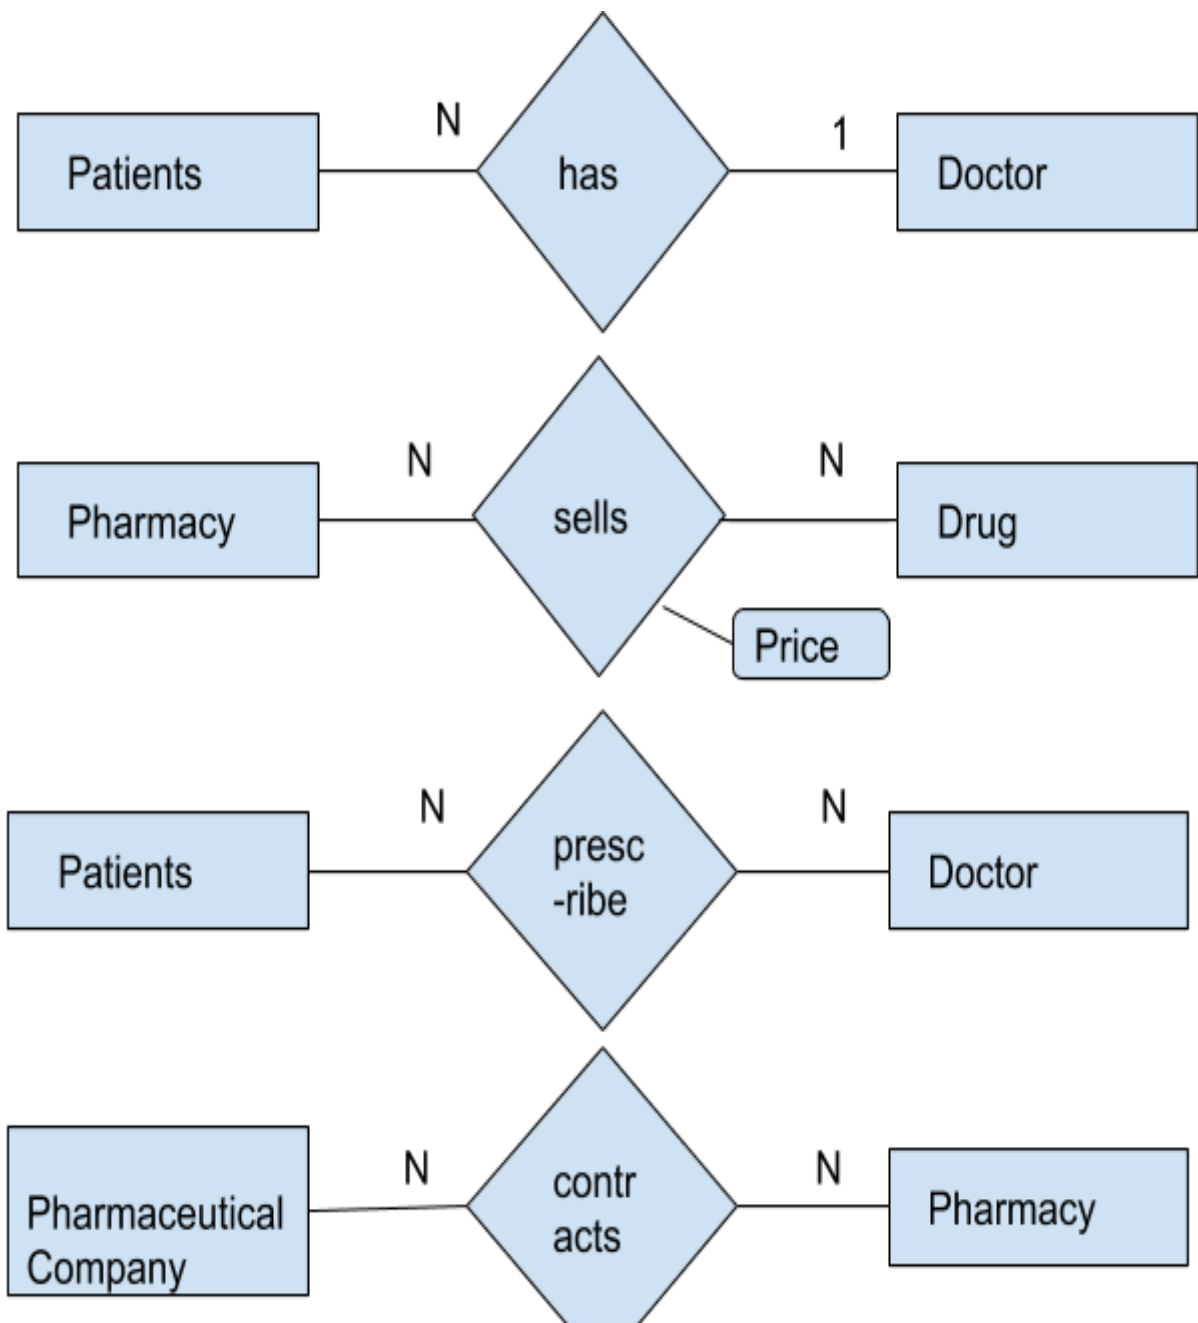 N
1
Patients
has
Doctor
N
N
Pharmacy
sells
Drug
Price
N
N
Patients
presc
-ribe
Doctor
N
N
Pharmaceutical
Company
contr
acts
Pharmacy